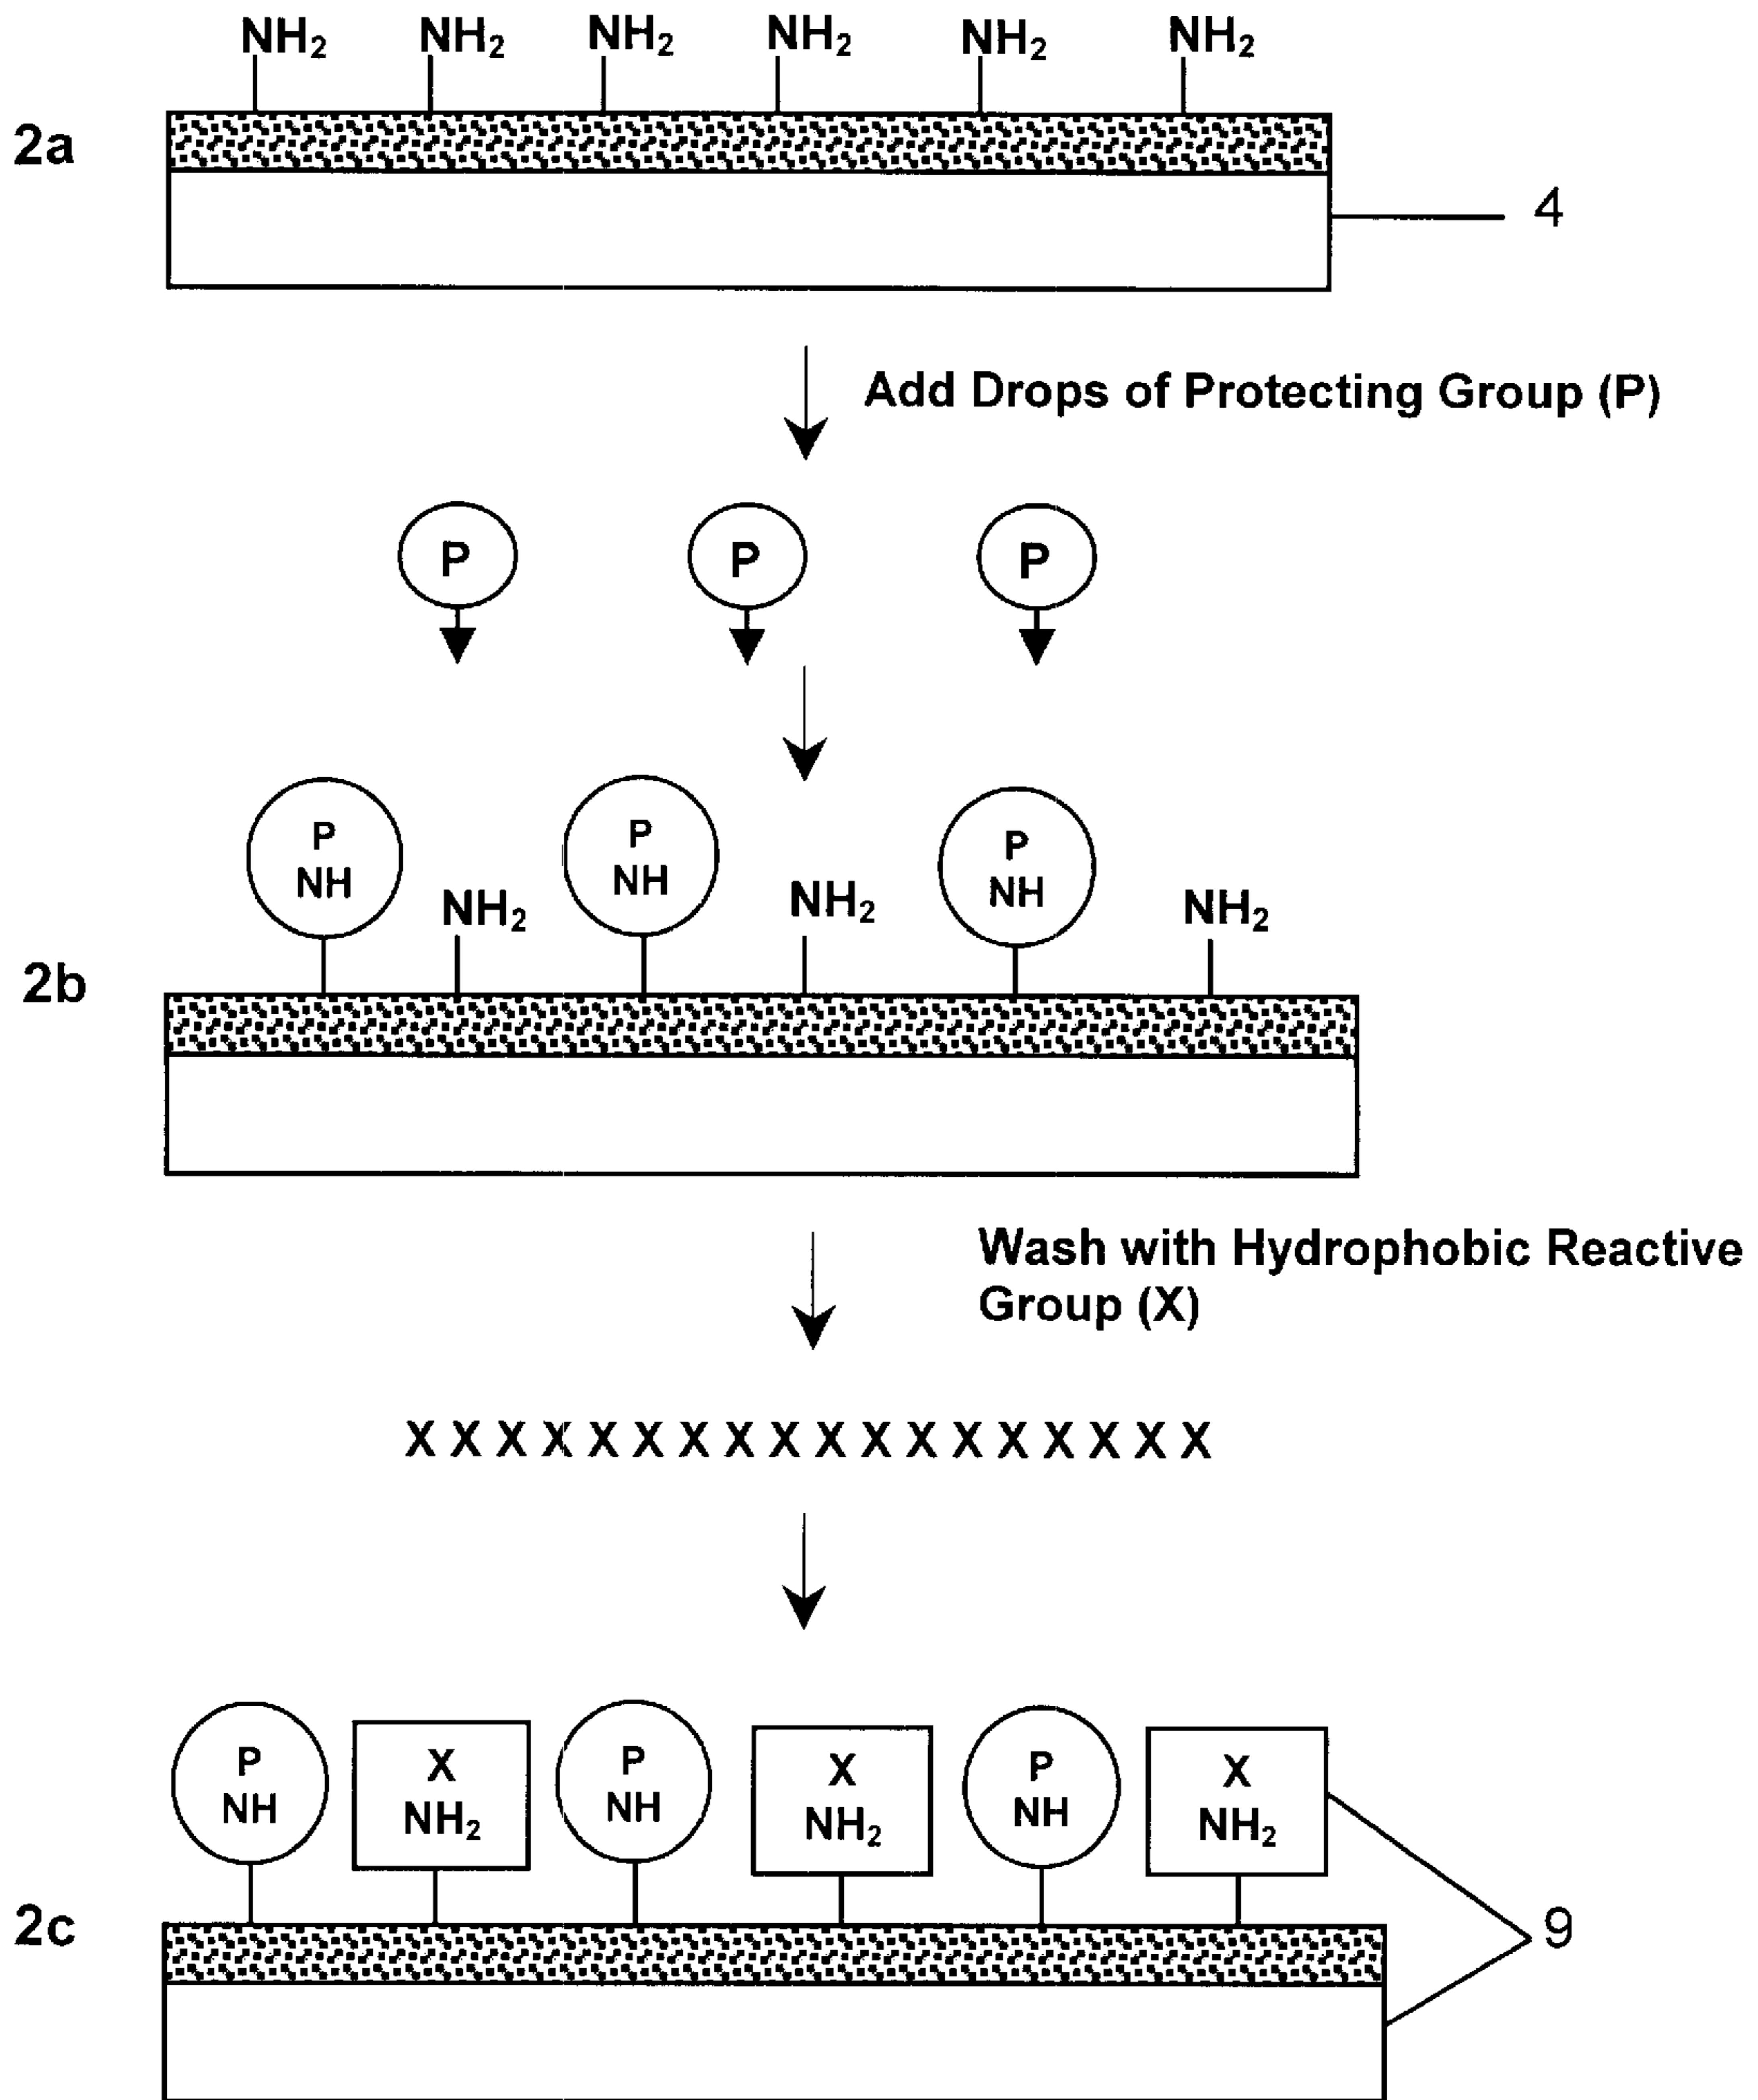 NH₂ NH₂ NH₂ NH₂ NH₂ NH₂
2a
4
Add Drops of Protecting Group (P)
P P P
P P P
NH NH NH
NH₂ NH₂ NH₂
2b
Wash with Hydrophobic Reactive
Group (X)
X X X X X X X X X X X X X X X X X X
P X P X P X
NH NH₂ NH NH₂ NH NH₂
2c
9